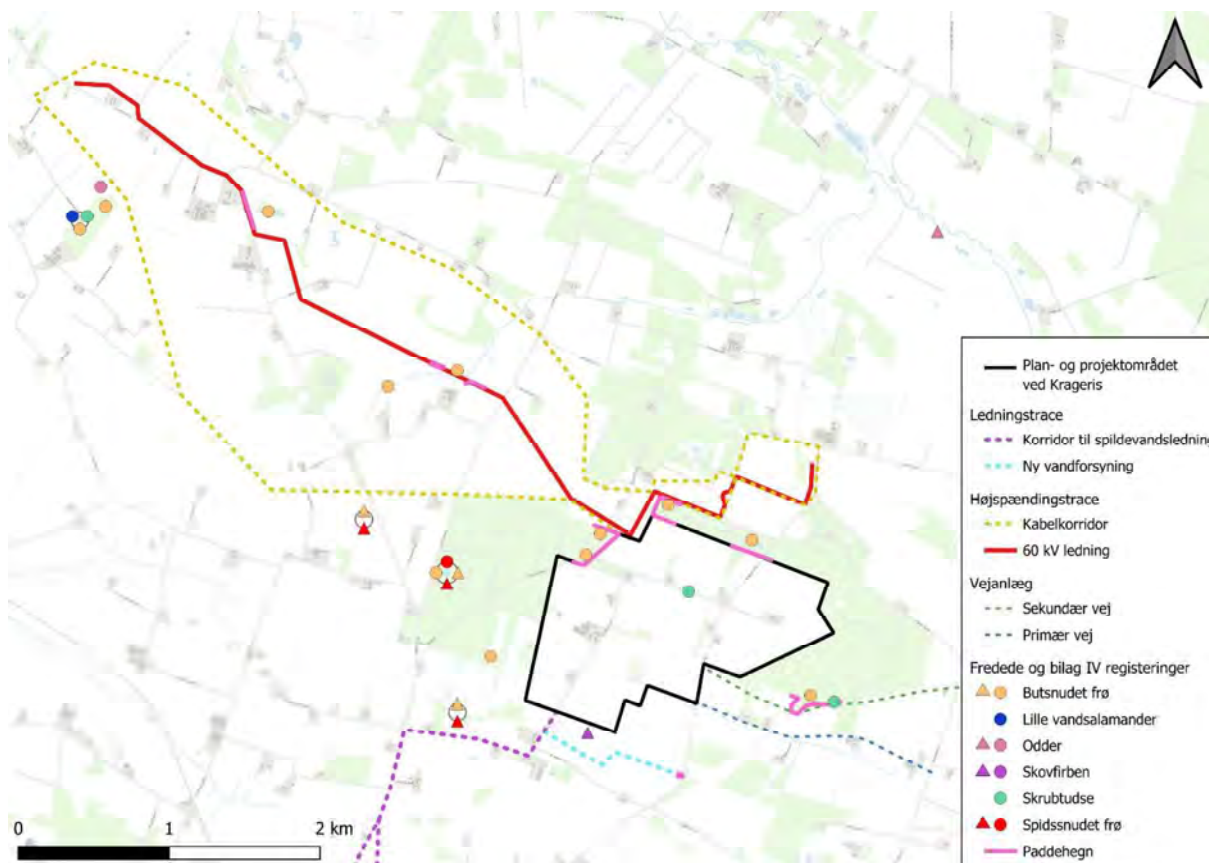 Plan- og projektområdet
ved Krageris
Ledningstrace
Korridor til spildevandsledning
Ny vandforsyning
Højspændingstrace
Kabelkorridor
60 kV ledning
Vejanlæg
Sekundær vej
Primær vej
Fredede og bilag IV registeringer
Butsnudet frø
Lille vandsalamander
Odder
Skovfirben
Skrubtudse
Spidssnudet frø
Paddehegn
0 1 2 km